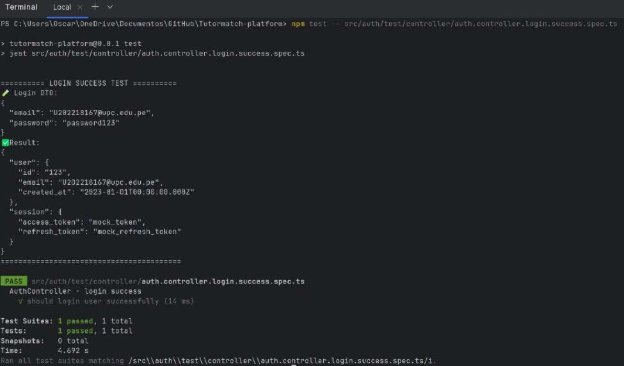 Terminal Local × + ∨
PS C:\Users\Oscar\OneDrive\Documentos\GitHub\Tutormatch-platform> npm test -- src/auth/test/controller/auth.controller.login.success.spec.ts
> tutormatch-platform@0.0.1 test
> jest src/auth/test/controller/auth.controller.login.success.spec.ts
========== LOGIN SUCCESS TEST ==========
Login DTO:
{
"email": "U202218167@upc.edu.pe",
"password": "password123"
}
✅Result:
{
"user": {
"id": "123",
"email": "U202218167@upc.edu.pe",
"created_at": "2023-01-01T00:00:00.000Z"
},
"session": {
"access_token": "mock_token",
"refresh_token": "mock_refresh_token"
}
}
========================================
PASS src/auth/test/controller/auth.controller.login.success.spec.ts
AuthController - login success
√ should login user successfully (14 ms)
Test Suites: 1 passed, 1 total
Tests: 1 passed, 1 total
Snapshots: 0 total
Time: 4.692 s
Ran all test suites matching /src\\auth\\test\\controller\\auth.controller.login.success.spec.ts/i.